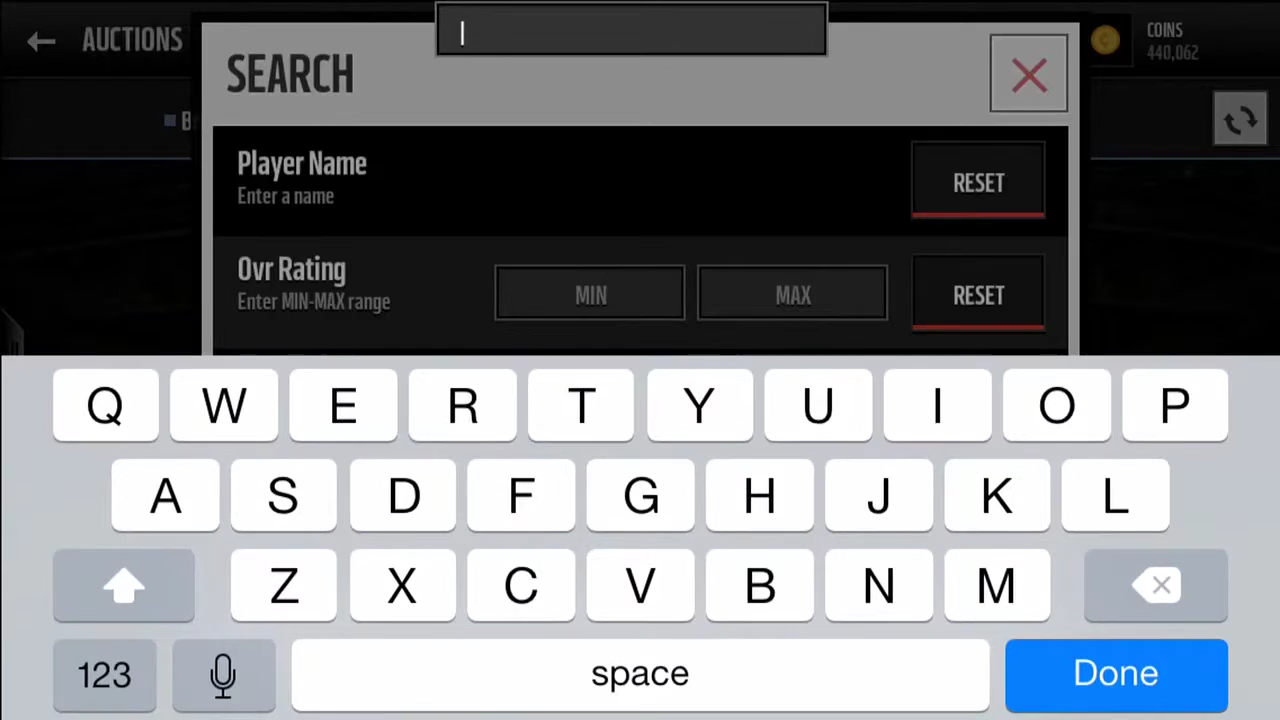 AUCTIONS
COINS
440,062
SEARCH
B
Player Name
Enter a name
RESET
Ovr Rating
Enter MIN-MAX range
MIN
MAX
RESET
Q W E R T Y U I O P
A S D F G H J K L
Z X C V B N M
123
space
Done